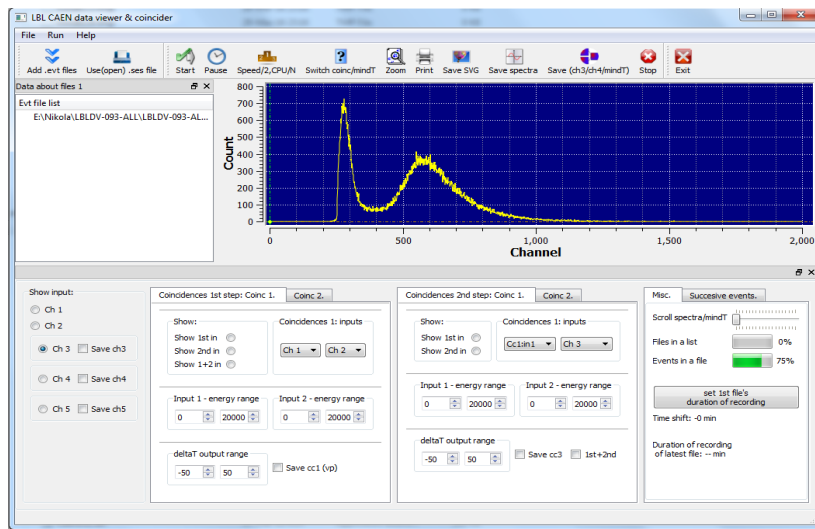 LBL CAEN data viewer & coincider
File Run Help
Add .evt files Use(open) .ses file Start Pause Speed/2,CPU/N Switch coinc/mindT Zoom Print Save SVG Save spectra Save (ch3/ch4/mindT) Stop Exit
Data about files 1
Evt file list
E:\Nikola\LBLDV-093-ALL\LBLDV-093-AL...
800
700
600
500
400
300
200
100
0
Count
0 500 1,000 1,500 2,000
Channel
Show input:
Ch 1
Ch 2
Ch 3 Save ch3
Ch 4 Save ch4
Ch 5 Save ch5
Coincidences 1st step: Coinc 1. Coinc 2.
Show:
Show 1st in
Show 2nd in
Show 1+2 in
Coincidences 1: inputs
Ch 1 Ch 2
Input 1 - energy range Input 2 - energy range
0 20000 0 20000
deltaT output range
-50 50 Save cc1 (vp)
Coincidences 2nd step: Coinc 1. Coinc 2.
Show:
Show 1st in
Show 2nd in
Coincidences 1: inputs
Cc1:in1 Ch 3
Input 1 - energy range Input 2 - energy range
0 20000 0 20000
deltaT output range
-50 50 Save cc3 1st+2nd
Misc. Succesive events.
Scroll spectra/mindT
Files in a list 0%
Events in a file 75%
set 1st file's
duration of recording
Time shift: -0 min
Duration of recording
of latest file: -- min